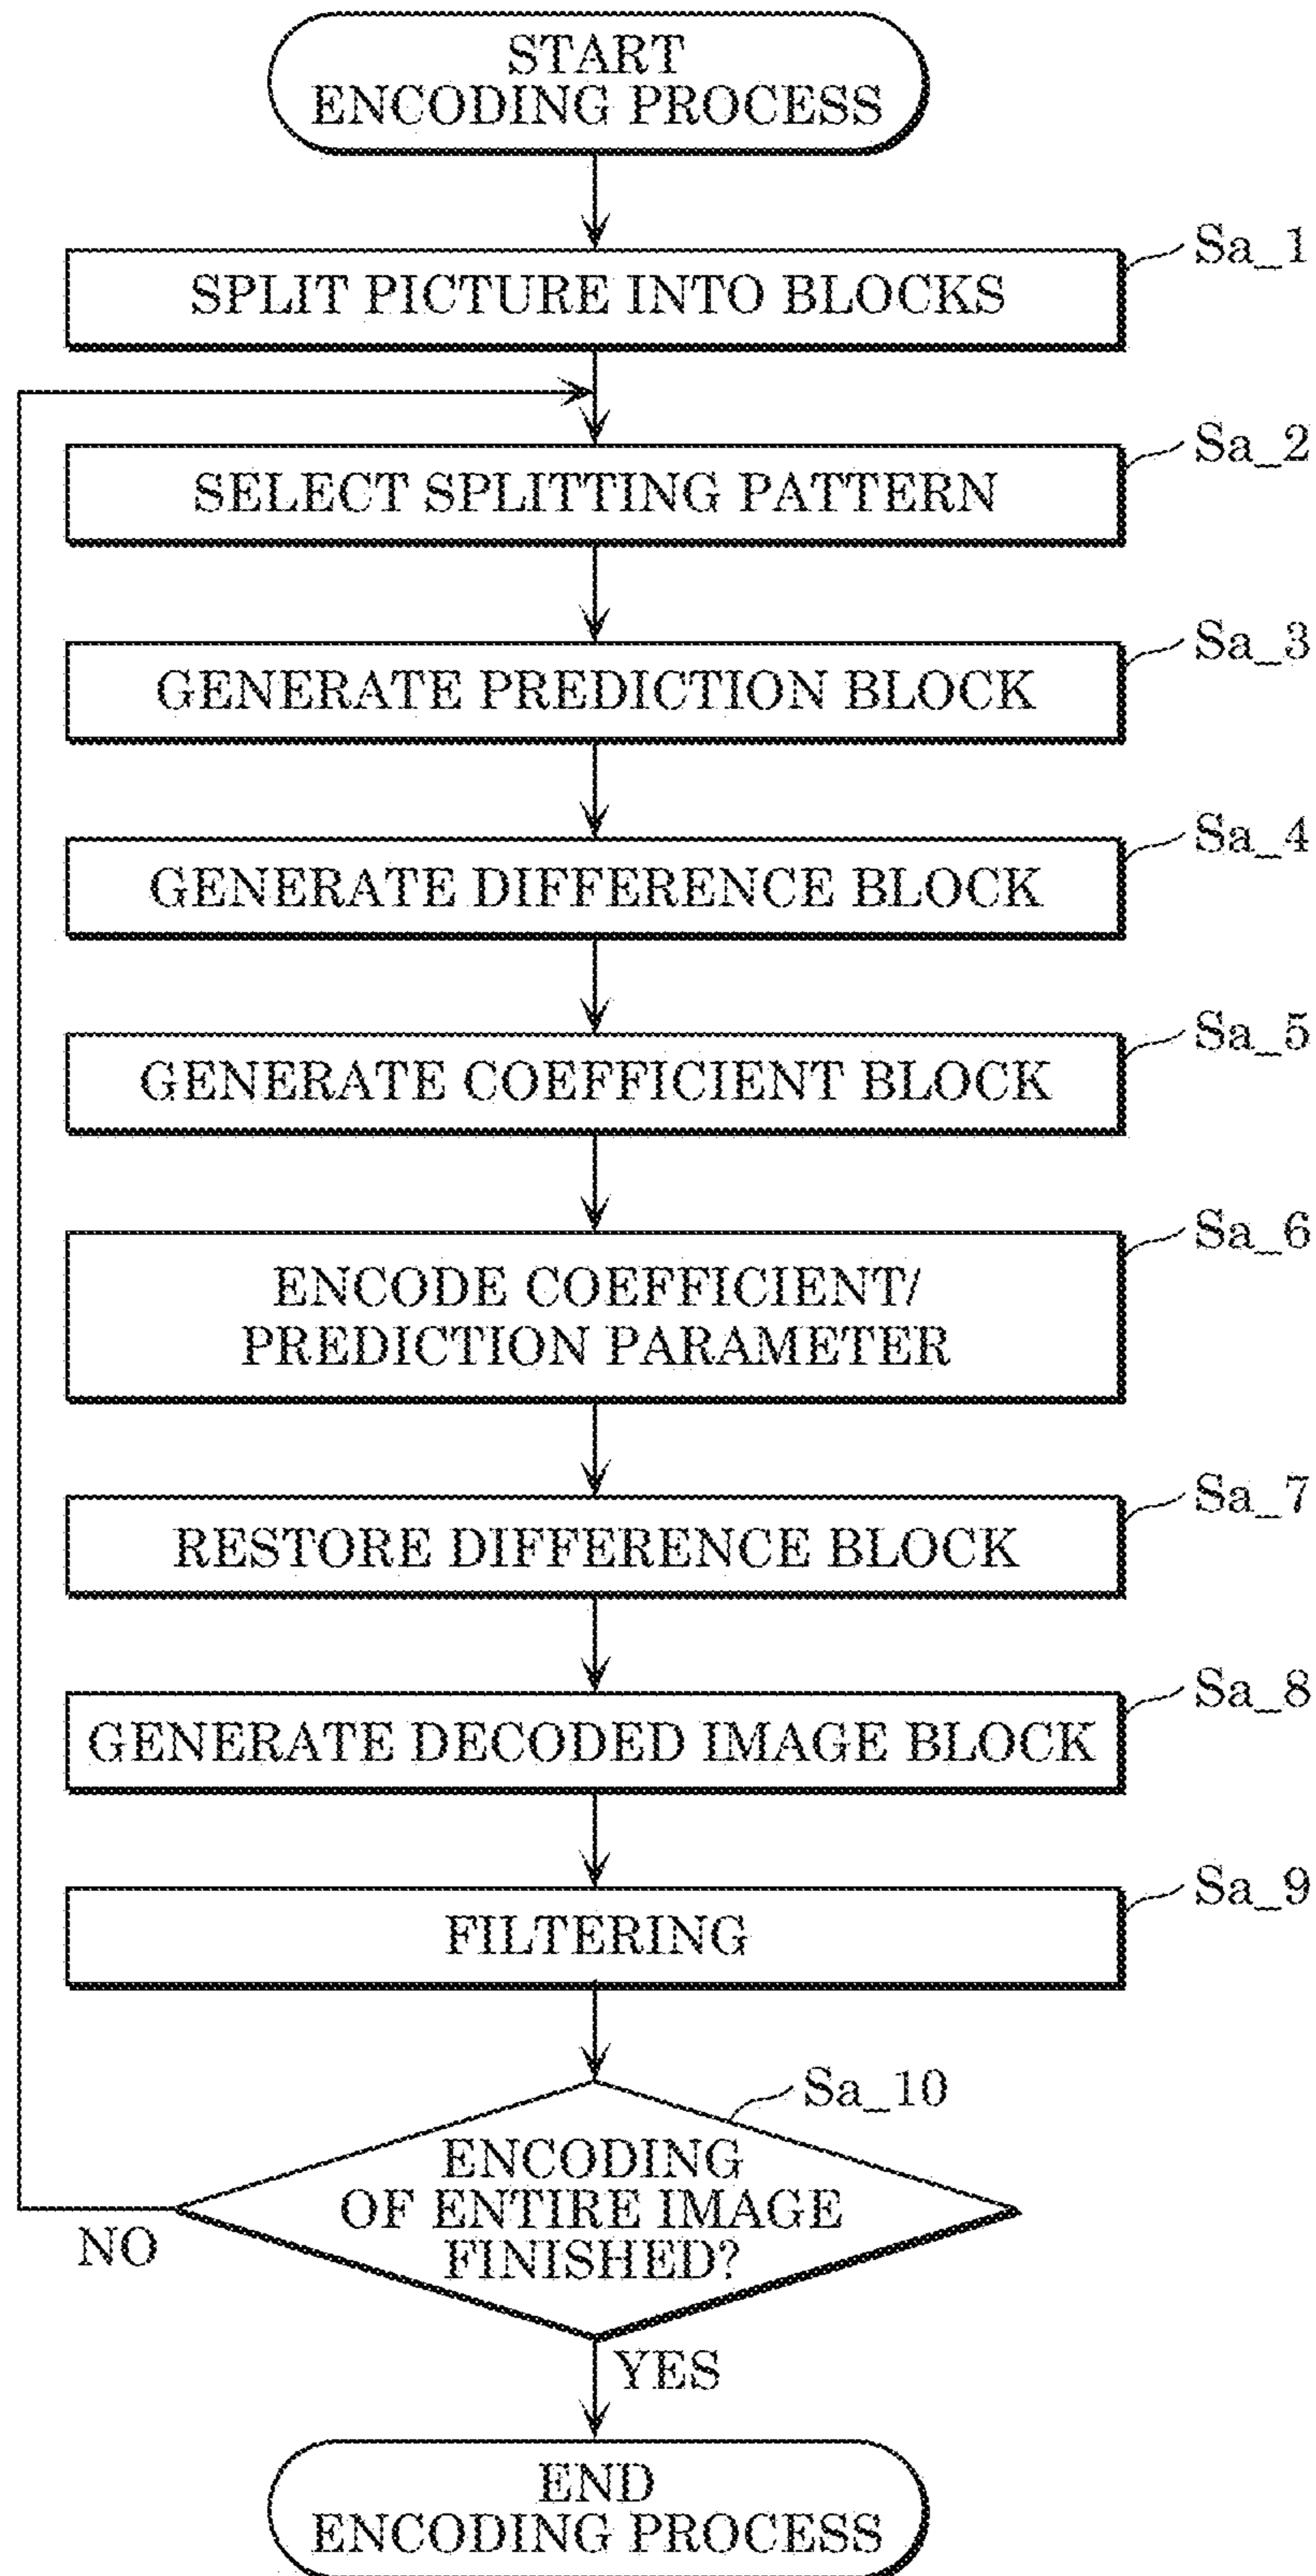 START
ENCODING PROCESS
Sa_1
SPLIT PICTURE INTO BLOCKS
Sa_2
SELECT SPLITTING PATTERN
Sa_3
GENERATE PREDICTION BLOCK
Sa_4
GENERATE DIFFERENCE BLOCK
Sa_5
GENERATE COEFFICIENT BLOCK
Sa_6
ENCODE COEFFICIENT/
PREDICTION PARAMETER
Sa_7
RESTORE DIFFERENCE BLOCK
Sa_8
GENERATE DECODED IMAGE BLOCK
Sa_9
FILTERING
Sa_10
ENCODING
OF ENTIRE IMAGE
FINISHED?
NO
YES
END
ENCODING PROCESS